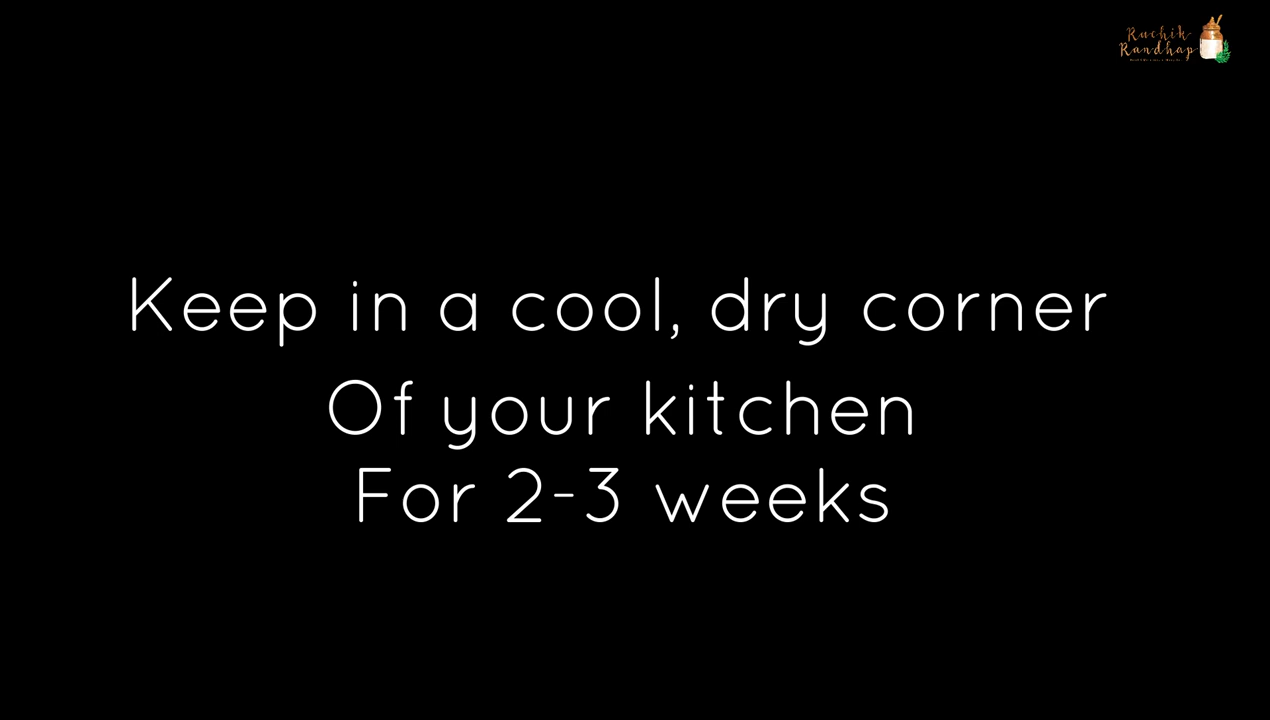 Ruchik
Randhap
Keep in a cool, dry corner
Of your kitchen
For 2-3 weeks